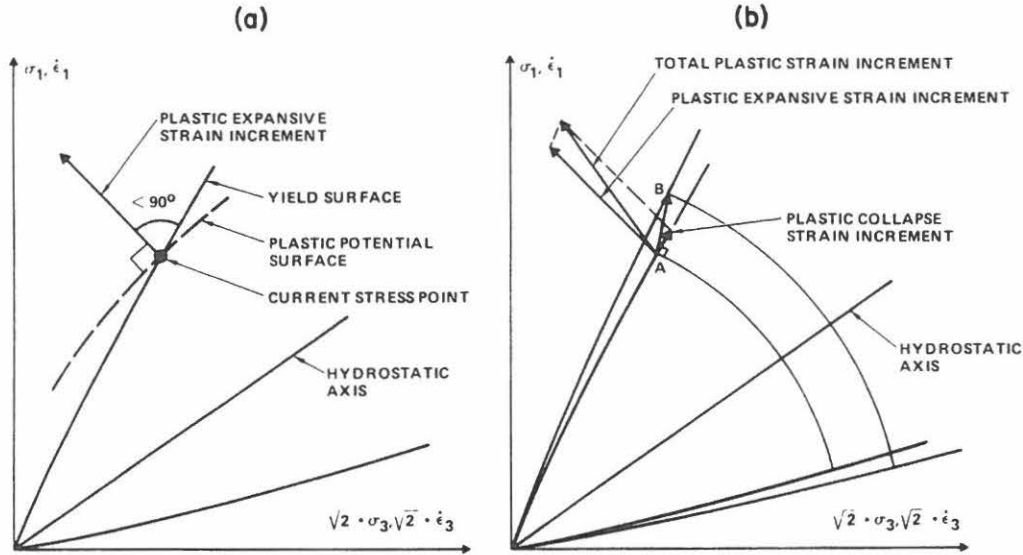 (a)
σ1, ε̇1
PLASTIC EXPANSIVE
STRAIN INCREMENT
< 90°
YIELD SURFACE
PLASTIC POTENTIAL
SURFACE
CURRENT STRESS POINT
HYDROSTATIC
AXIS
√2 · σ3, √2 · ε̇3
(b)
σ1, ε̇1
TOTAL PLASTIC STRAIN INCREMENT
PLASTIC EXPANSIVE STRAIN INCREMENT
B
PLASTIC COLLAPSE
STRAIN INCREMENT
A
HYDROSTATIC
AXIS
√2 · σ3, √2 · ε̇3